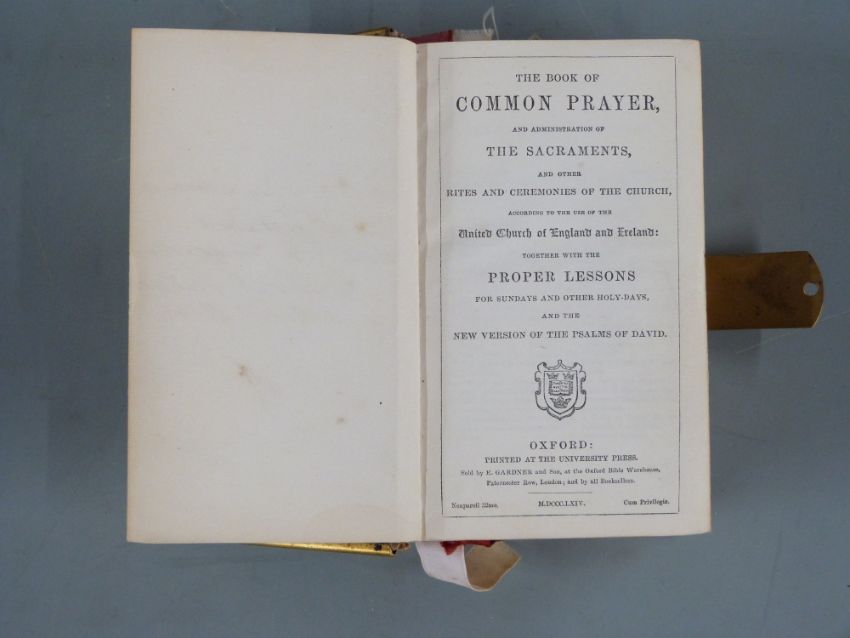 THE BOOK OF
COMMON PRAYER,
AND ADMINISTRATION OF
THE SACRAMENTS,
AND OTHER
RITES AND CEREMONIES OF THE CHURCH,
ACCORDING TO THE USE OF THE
United Church of England and Ireland:
TOGETHER WITH THE
PROPER LESSONS
FOR SUNDAYS AND OTHER HOLY-DAYS,
AND THE
NEW VERSION OF THE PSALMS OF DAVID.
OXFORD:
PRINTED AT THE UNIVERSITY PRESS.
Sold by E. GARDNER and Son, at the Oxford Bible Warehouse,
Paternoster Row, London; and by all Booksellers.
Nonpareil 32mo. M.DCCC.LXIV. Cum Privilegio.